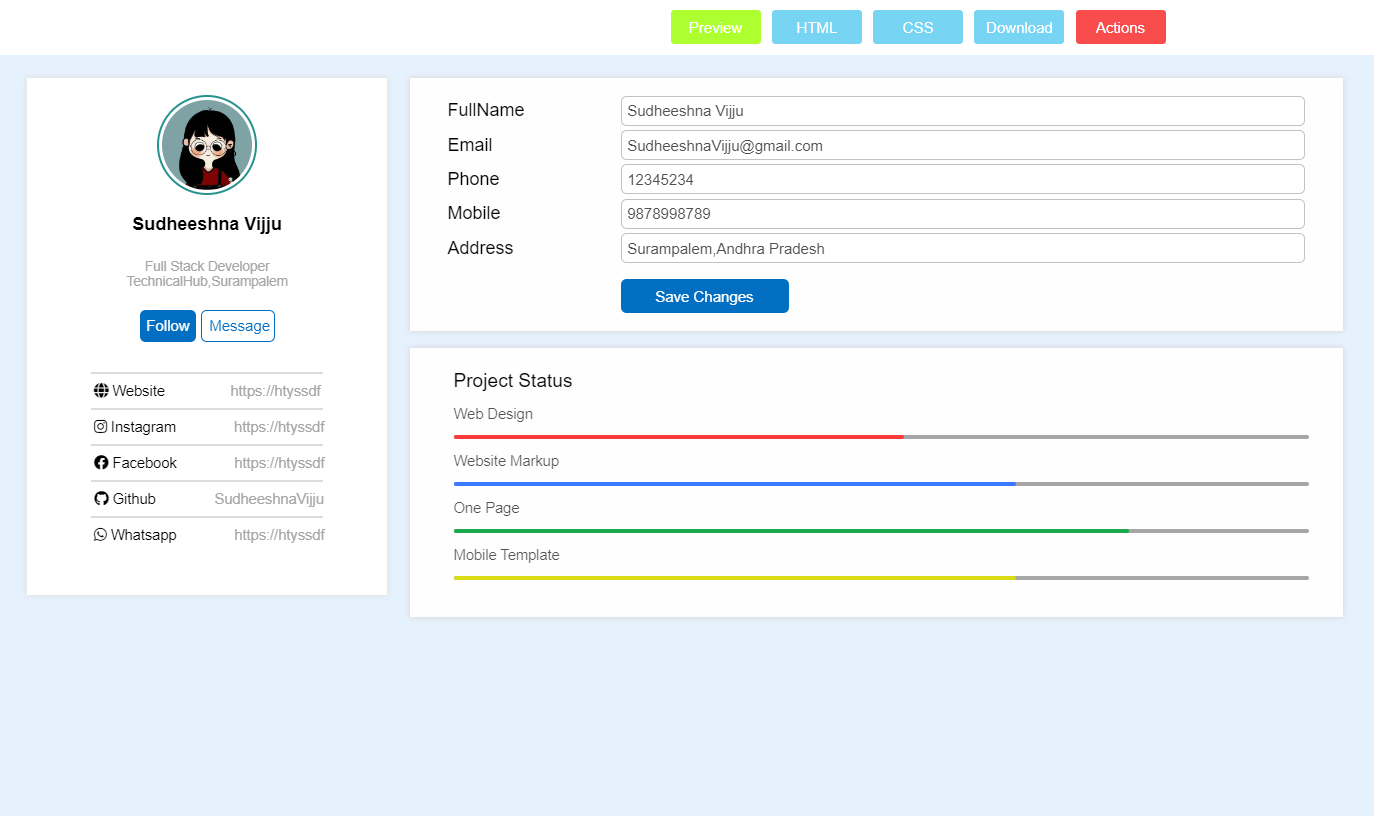 Preview HTML CSS Download Actions
Sudheeshna Vijju
Full Stack Developer
TechnicalHub,Surampalem
Follow Message
Website https://htyssdf
Instagram https://htyssdf
Facebook https://htyssdf
Github SudheeshnaVijju
Whatsapp https://htyssdf
FullName Sudheeshna Vijju
Email SudheeshnaVijju@gmail.com
Phone 12345234
Mobile 9878998789
Address Surampalem,Andhra Pradesh
Save Changes
Project Status
Web Design
Website Markup
One Page
Mobile Template